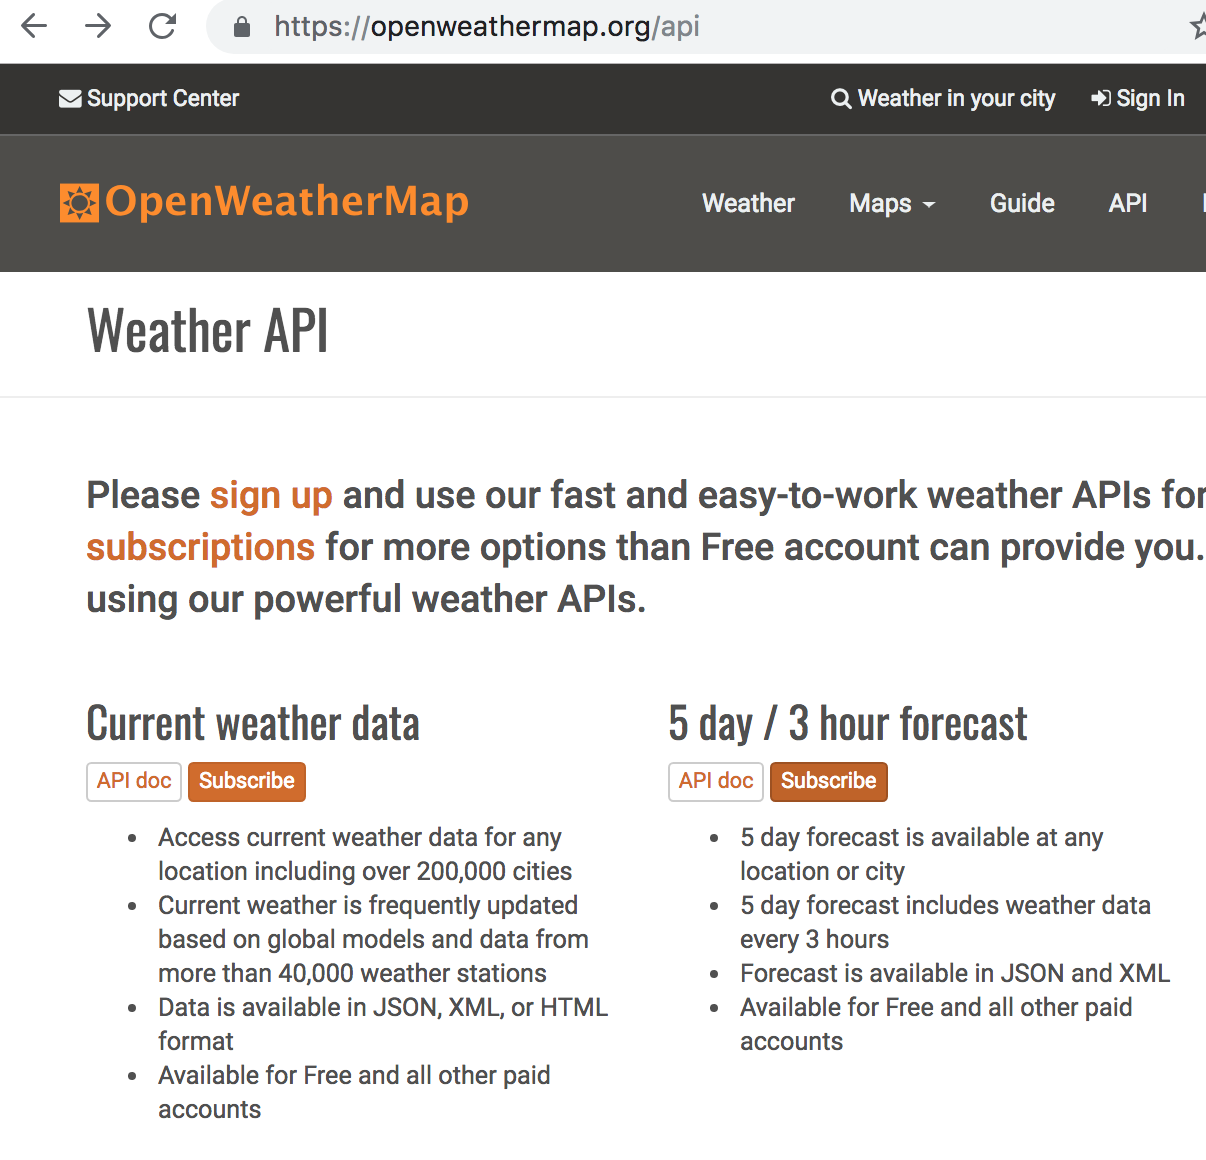 https://openweathermap.org/api
Support Center
Weather in your city
Sign In
OpenWeatherMap
Weather
Maps
Guide
API
Weather API
Please sign up and use our fast and easy-to-work weather APIs for
subscriptions for more options than Free account can provide you.
using our powerful weather APIs.
Current weather data
API doc
Subscribe
Access current weather data for any
location including over 200,000 cities
Current weather is frequently updated
based on global models and data from
more than 40,000 weather stations
Data is available in JSON, XML, or HTML
format
Available for Free and all other paid
accounts
5 day / 3 hour forecast
API doc
Subscribe
5 day forecast is available at any
location or city
5 day forecast includes weather data
every 3 hours
Forecast is available in JSON and XML
Available for Free and all other paid
accounts